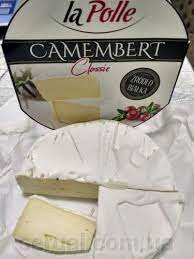 la Polle
CAMEMBERT
Classic
ŹRÓDŁO
BIAŁKA